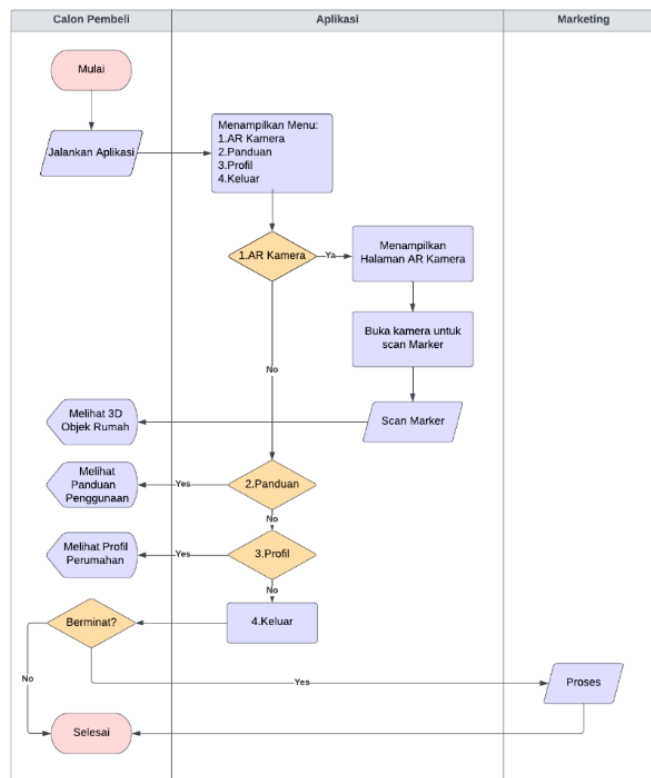 Calon Pembeli
Aplikasi
Marketing
Mulai
Jalankan Aplikasi
Menampilkan Menu:
1.AR Kamera
2.Panduan
3.Profil
4.Keluar
1.AR Kamera
Ya
Menampilkan
Halaman AR Kamera
Buka kamera untuk
scan Marker
No
Melihat 3D
Objek Rumah
Scan Marker
Melihat
Panduan
Penggunaan
Yes
2.Panduan
No
Melihat Profil
Perumahan
Yes
3.Profil
No
Berminat?
4.Keluar
No
Yes
Proses
Selesai